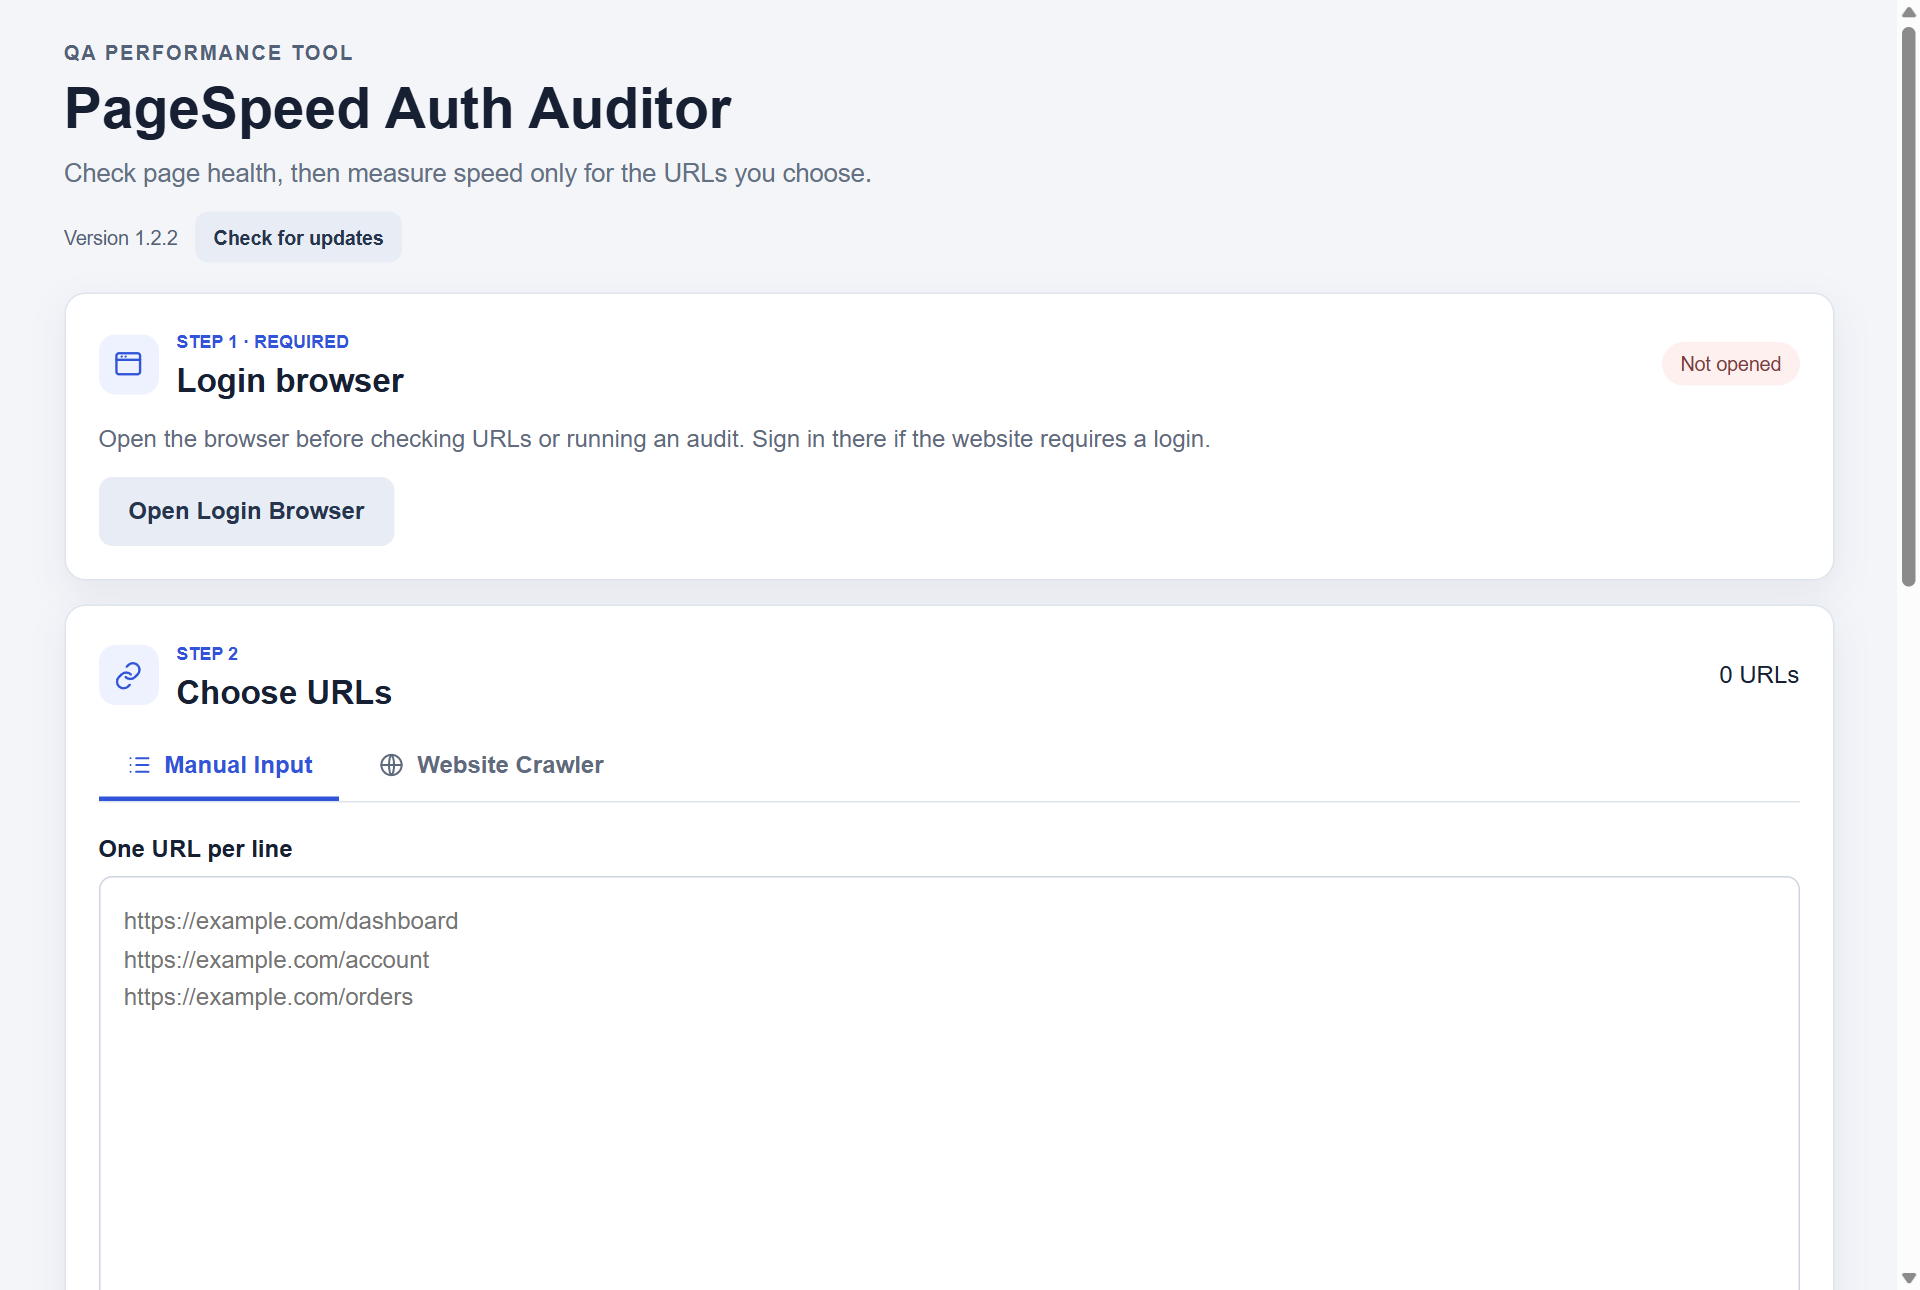 QA PERFORMANCE TOOL
PageSpeed Auth Auditor
Check page health, then measure speed only for the URLs you choose.
Version 1.2.2 Check for updates
STEP 1 · REQUIRED
Login browser
Not opened
Open the browser before checking URLs or running an audit. Sign in there if the website requires a login.
Open Login Browser
STEP 2
Choose URLs
0 URLs
Manual Input Website Crawler
One URL per line
https://example.com/dashboard
https://example.com/account
https://example.com/orders